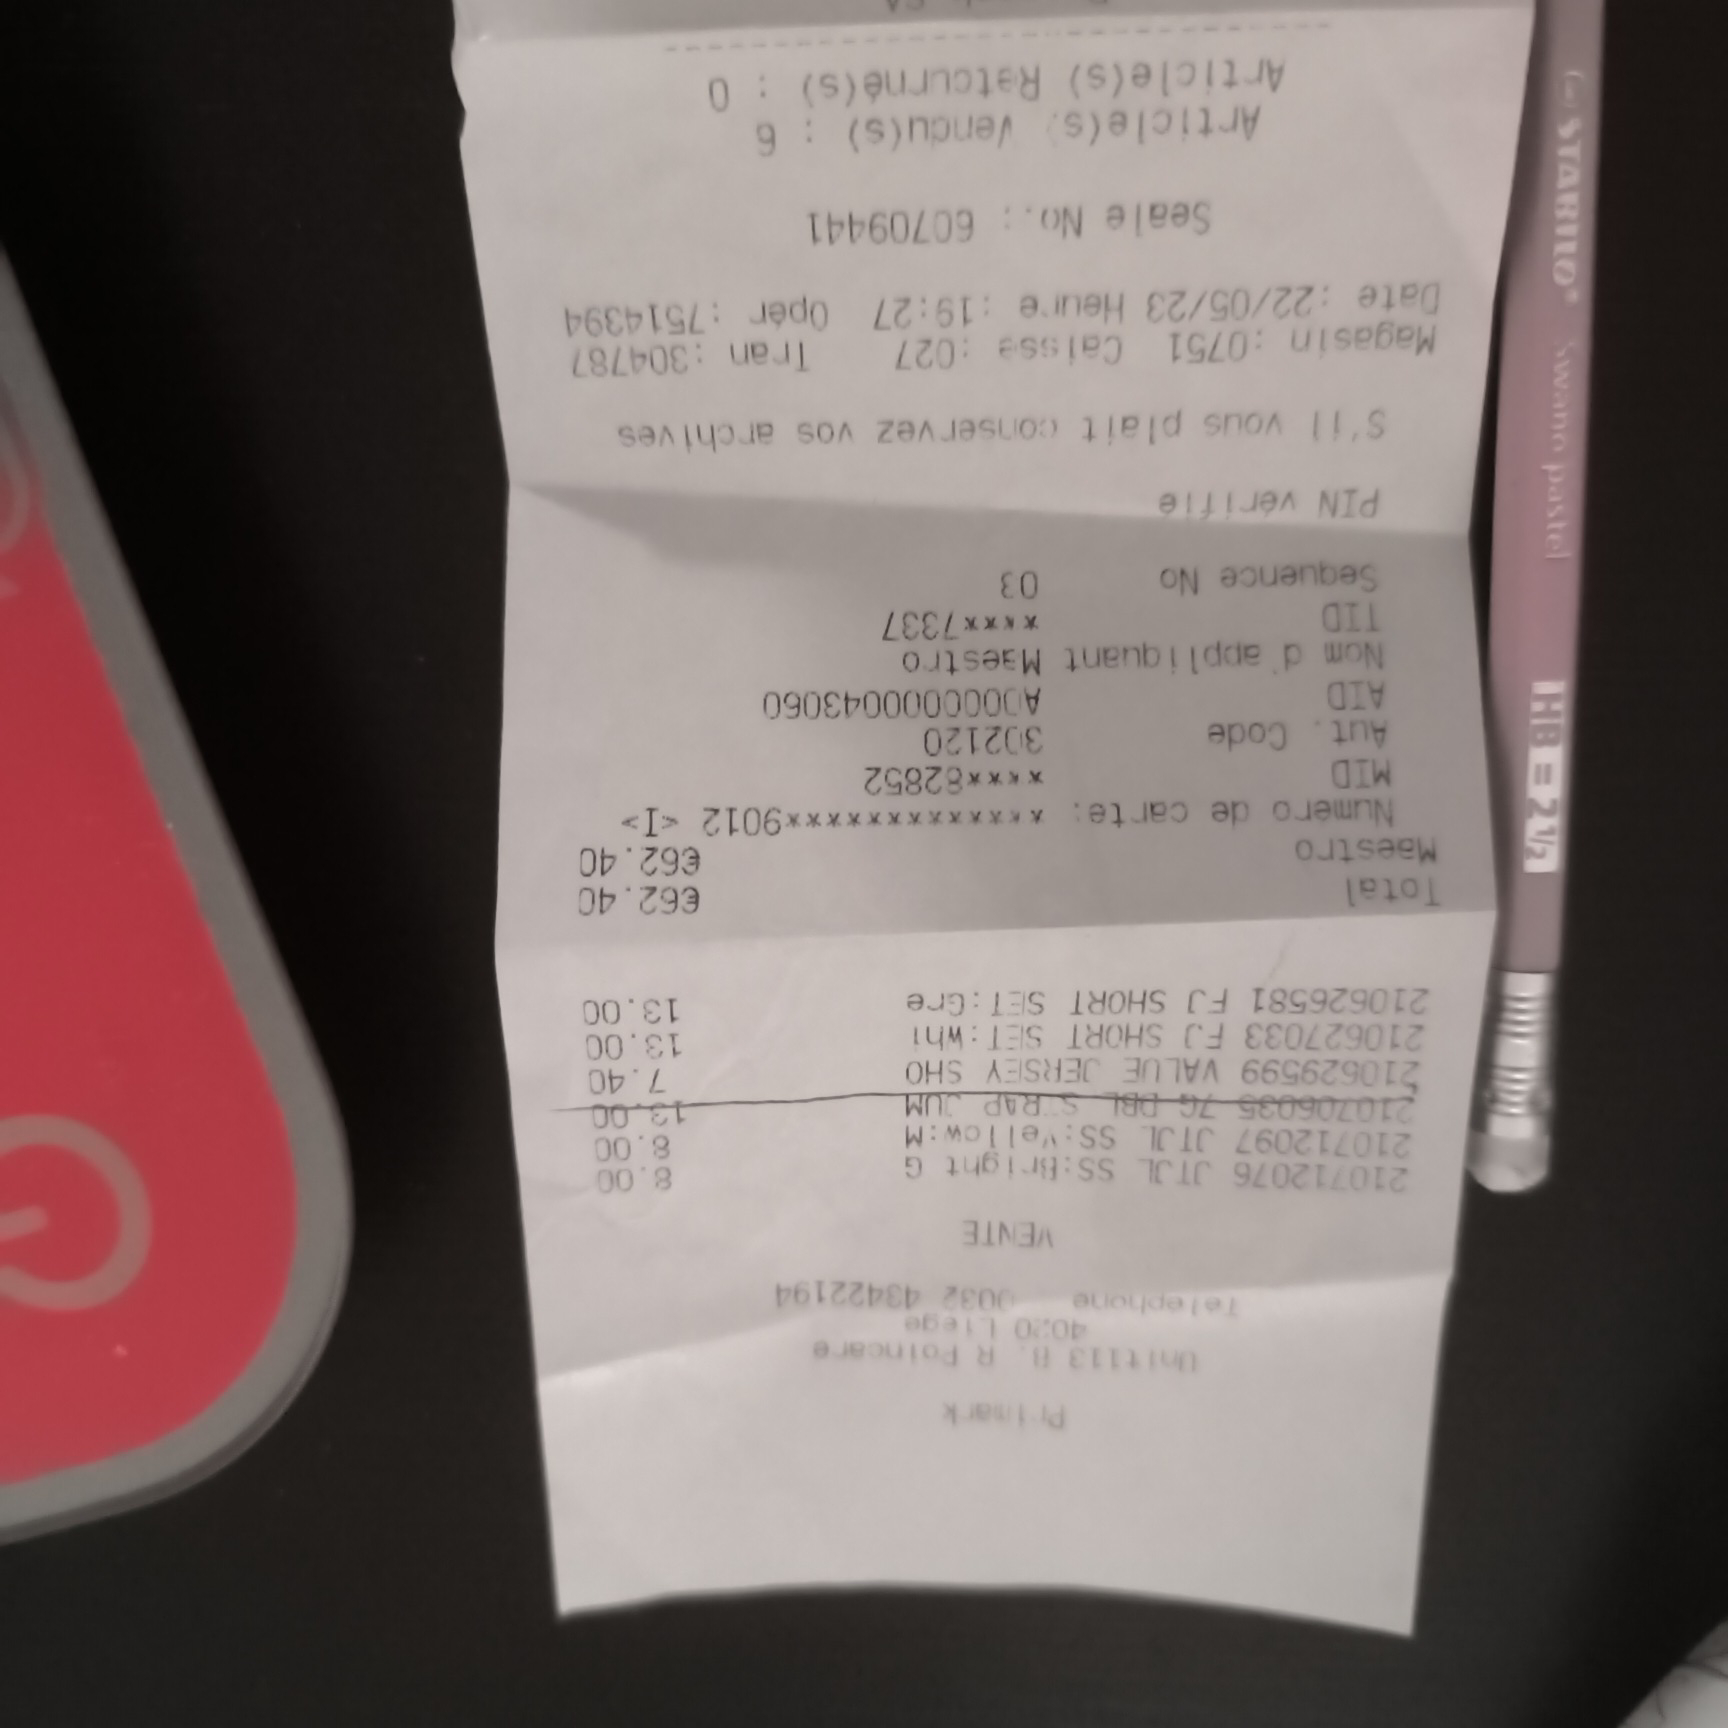 Primark
Unit113 B. R Poincare
4020 Liege
Telephone 0032 43422194
VENTE
210712076 JTJL SS:Bright G 8.00
210712097 JTJL SS:Yellow:M 8.00
210706035 7G DBL STRAP JUM 13.00
210629599 VALUE JERSEY SHO 7.40
210627033 FJ SHORT SET:Whi 13.00
210626581 FJ SHORT SET:Gre 13.00
Total €62.40
Maestro €62.40
Numéro de carte: ***************9012 <I>
MID ****82852
Aut. Code 302120
AID A0000000043060
Nom d'appliquant Maestro
TID ****7337
Sequence No 03
PIN vérifié
S'il vous plait conservez vos archives
Magasin :0751 Caisse :027 Tran :304787
Date :22/05/23 Heure :19:27 Opér :7514394
Seale No.: 60709441
Article(s) Vendu(s) : 6
Article(s) Retourné(s) : 0
STABILO® Swano pastel HB = 2½